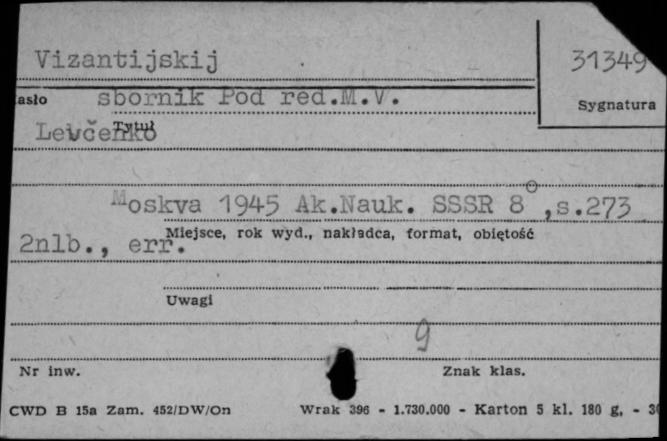 Vizantijskij
31349
asło sbornik Pod red.M.V.
Sygnatura
Levčenko
Tytuł
Moskva 1945 Ak.Nauk. SSSR 8°,s.273
Miejsce, rok wyd., nakładca, format, objętość
2nlb., err.
Uwagi
9
Nr inw.
Znak klas.
CWD B 15a Zam. 452/DW/On
Wrak 396 - 1.730.000 - Karton 5 kl. 180 g, - 30